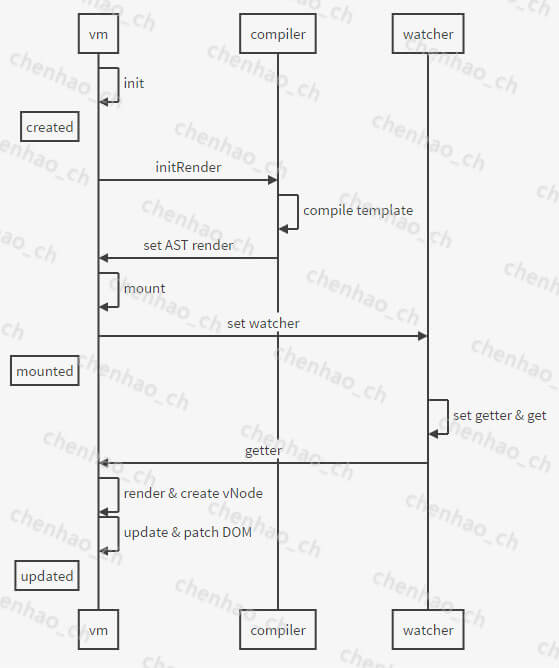 vm
compiler
watcher
init
created
initRender
compile template
set AST render
mount
set watcher
mounted
set getter & get
getter
render & create vNode
update & patch DOM
updated
vm
compiler
watcher
chenhao_ch